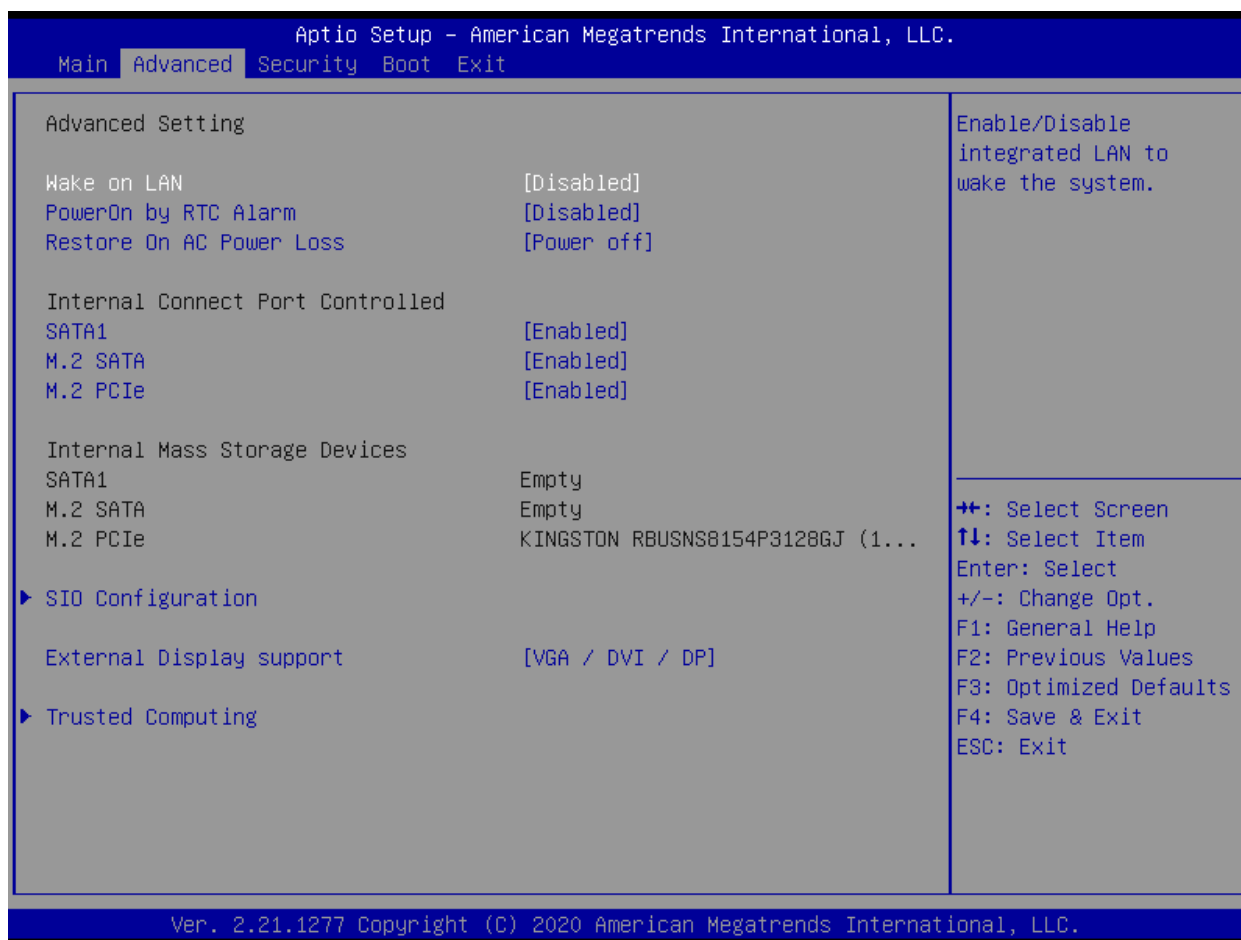 Aptio Setup – American Megatrends International, LLC.
Main Advanced Security Boot Exit
Advanced Setting
Wake on LAN [Disabled]
PowerOn by RTC Alarm [Disabled]
Restore On AC Power Loss [Power off]
Internal Connect Port Controlled
SATA1 [Enabled]
M.2 SATA [Enabled]
M.2 PCIe [Enabled]
Internal Mass Storage Devices
SATA1 Empty
M.2 SATA Empty
M.2 PCIe KINGSTON RBUSNS8154P3128GJ (1...
SIO Configuration
External Display support [VGA / DVI / DP]
Trusted Computing
Enable/Disable
integrated LAN to
wake the system.
→←: Select Screen
↑↓: Select Item
Enter: Select
+/-: Change Opt.
F1: General Help
F2: Previous Values
F3: Optimized Defaults
F4: Save & Exit
ESC: Exit
Ver. 2.21.1277 Copyright (C) 2020 American Megatrends International, LLC.